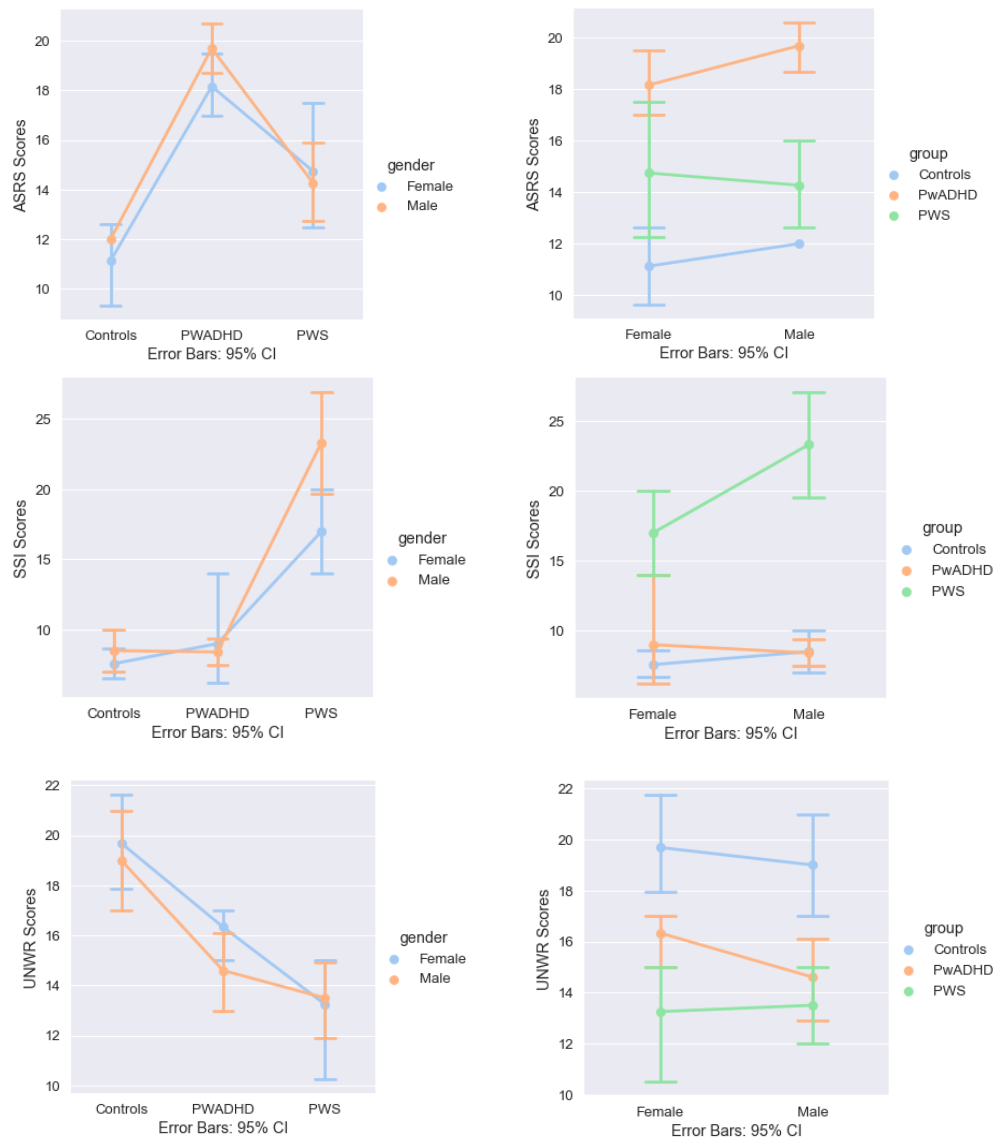 20
18
16
14
12
10
ASRS Scores
Controls PWADHD PWS
Error Bars: 95% CI
gender
Female
Male
20
18
16
14
12
10
ASRS Scores
Female Male
Error Bars: 95% CI
group
Controls
PwADHD
PWS
25
20
15
10
SSI Scores
Controls PWADHD PWS
Error Bars: 95% CI
gender
Female
Male
25
20
15
10
SSI Scores
Female Male
Error Bars: 95% CI
group
Controls
PwADHD
PWS
22
20
18
16
14
12
10
UNWR Scores
Controls PWADHD PWS
Error Bars: 95% CI
gender
Female
Male
22
20
18
16
14
12
10
UNWR Scores
Female Male
Error Bars: 95% CI
group
Controls
PwADHD
PWS